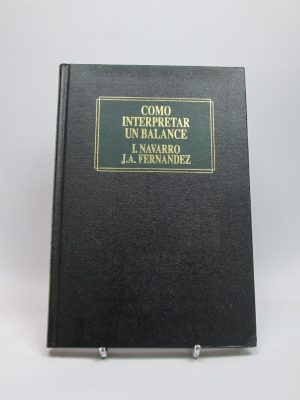 COMO
INTERPRETAR
UN BALANCE
I. NAVARRO
J.A. FERNANDEZ